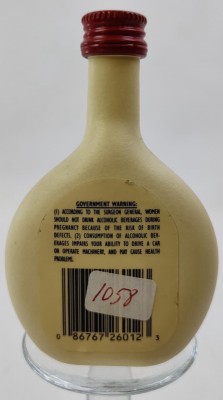 GOVERNMENT WARNING:
(1) ACCORDING TO THE SURGEON GENERAL, WOMEN
SHOULD NOT DRINK ALCOHOLIC BEVERAGES DURING
PREGNANCY BECAUSE OF THE RISK OF BIRTH
DEFECTS. (2) CONSUMPTION OF ALCOHOLIC BEV-
ERAGES IMPAIRS YOUR ABILITY TO DRIVE A CAR
OR OPERATE MACHINERY, AND MAY CAUSE HEALTH
PROBLEMS.
1058
0 86767 26012 3